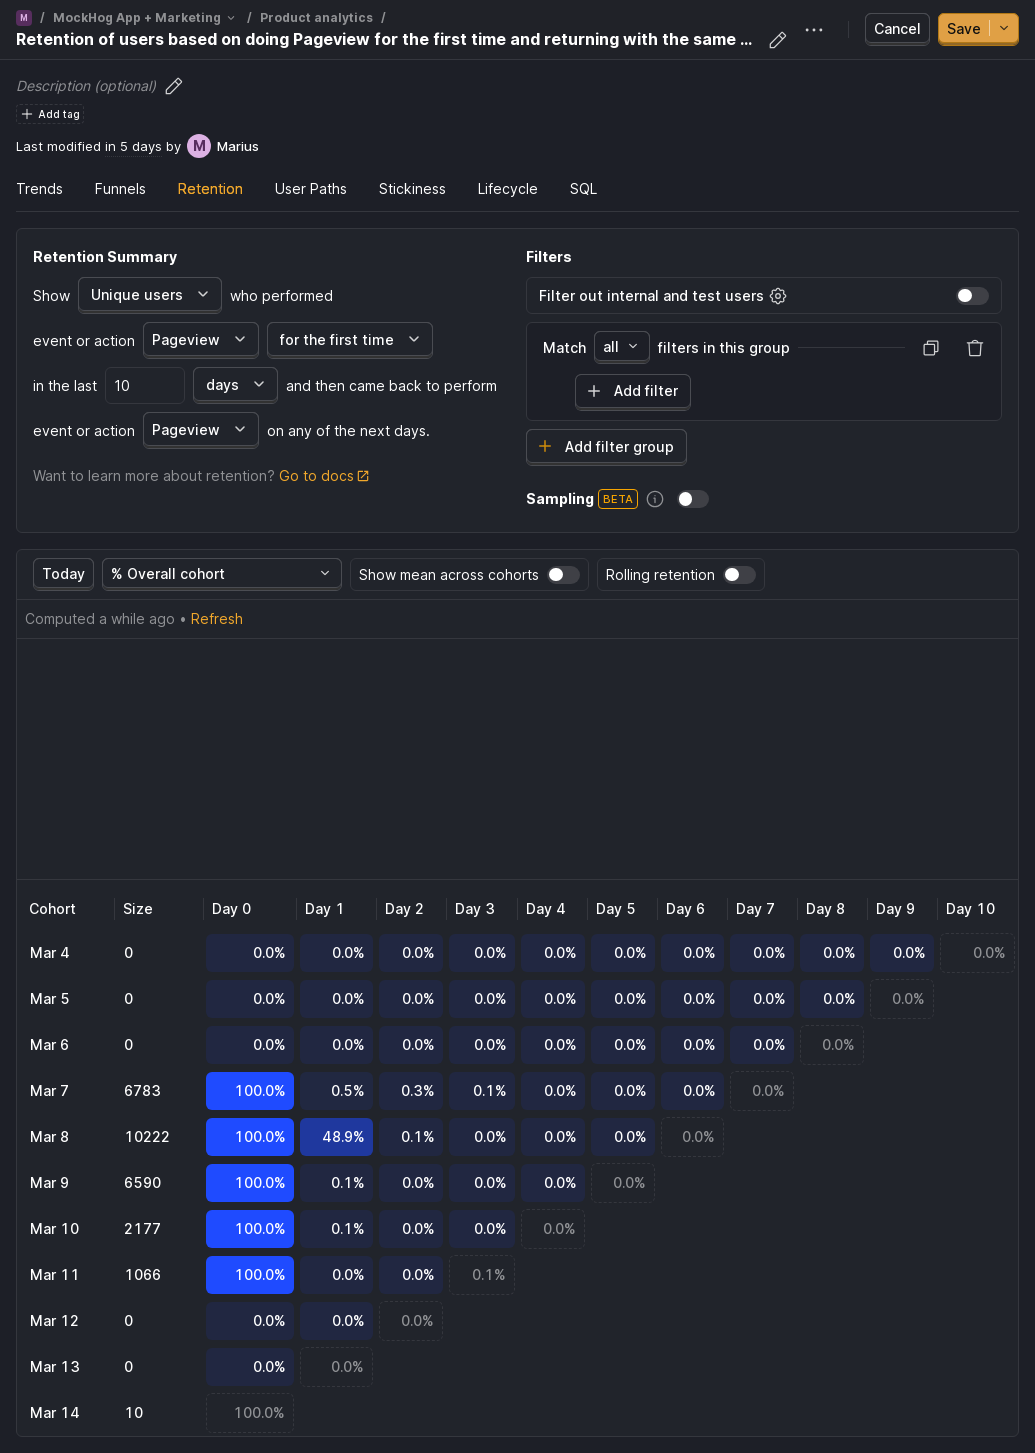 M / MockHog App + Marketing / Product analytics /
Retention of users based on doing Pageview for the first time and returning with the same ...
Cancel Save
Description (optional)
Add tag
Last modified in 5 days by M Marius
Trends Funnels Retention User Paths Stickiness Lifecycle SQL
Retention Summary
Show Unique users who performed
event or action Pageview for the first time
in the last 10 days and then came back to perform
event or action Pageview on any of the next days.
Want to learn more about retention? Go to docs
Filters
Filter out internal and test users
Match all filters in this group
Add filter
Add filter group
Sampling BETA
Today % Overall cohort Show mean across cohorts Rolling retention
Computed a while ago • Refresh
Cohort Size Day 0 Day 1 Day 2 Day 3 Day 4 Day 5 Day 6 Day 7 Day 8 Day 9 Day 10
Mar 4 0 0.0% 0.0% 0.0% 0.0% 0.0% 0.0% 0.0% 0.0% 0.0% 0.0% 0.0%
Mar 5 0 0.0% 0.0% 0.0% 0.0% 0.0% 0.0% 0.0% 0.0% 0.0% 0.0%
Mar 6 0 0.0% 0.0% 0.0% 0.0% 0.0% 0.0% 0.0% 0.0% 0.0%
Mar 7 6783 100.0% 0.5% 0.3% 0.1% 0.0% 0.0% 0.0% 0.0%
Mar 8 10222 100.0% 48.9% 0.1% 0.0% 0.0% 0.0% 0.0%
Mar 9 6590 100.0% 0.1% 0.0% 0.0% 0.0% 0.0%
Mar 10 2177 100.0% 0.1% 0.0% 0.0% 0.0%
Mar 11 1066 100.0% 0.0% 0.0% 0.1%
Mar 12 0 0.0% 0.0% 0.0%
Mar 13 0 0.0% 0.0%
Mar 14 10 100.0%